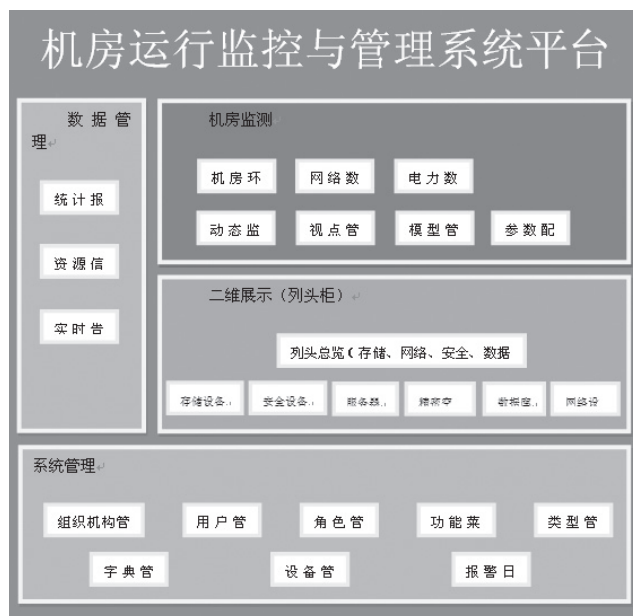 机房运行监控与管理系统平台
数据管
理
统计报
资源信
实时告
机房监测
机房环 网络数 电力数
动态监 视点管 模型管 参数配
二维展示（列头柜）
列头总览(存储、网络、安全、数据
存储设备 安全设备 服务器 精密空 数据库 网络设
系统管理
组织机构管 用户管 角色管 功能菜 类型管
字典管 设备管 报警日